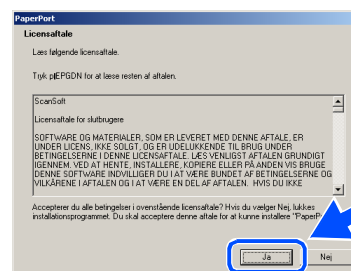 PaperPort
Licensaftale
Læs følgende licensaftale.
Tryk på PGDN for at læse resten af aftalen.
ScanSoft
Licensaftale for slutbrugere
SOFTWARE OG MATERIALER, SOM ER LEVERET MED DENNE AFTALE, ER
UNDER LICENS, IKKE SOLGT, OG ER UDELUKKENDE TIL BRUG UNDER
BETINGELSERNE I DENNE LICENSAFTALE. LÆS VENLIGST AFTALEN GRUNDIGT
IGENNEM. VED AT HENTE, INSTALLERE, KOPIERE ELLER PÅ ANDEN VIS BRUGE
DENNE SOFTWARE INDVILLIGER DU I AT VÆRE BUNDET AF BETINGELSERNE OG
VILKÅRENE I AFTALEN OG I AT VÆRE EN DEL AF AFTALEN. HVIS DU IKKE
Accepterer du alle betingelser i ovenstående licensaftale? Hvis du vælger Nej, lukkes
installationsprogrammet. Du skal acceptere denne aftale for at kunne installere "PaperP
Ja
Nej